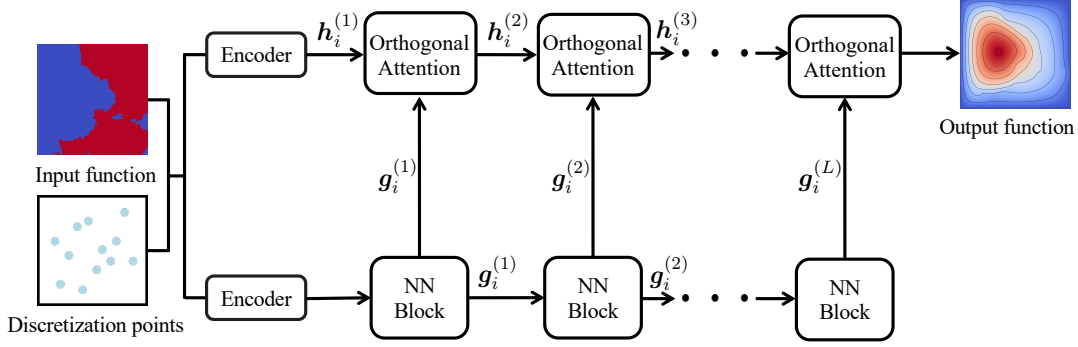 Encoder
h_i^{(1)}
Orthogonal
Attention
h_i^{(2)}
Orthogonal
Attention
h_i^{(3)}
Orthogonal
Attention
Output function
Input function
g_i^{(1)}
g_i^{(2)}
g_i^{(L)}
Discretization points
Encoder
NN
Block
g_i^{(1)}
NN
Block
g_i^{(2)}
NN
Block